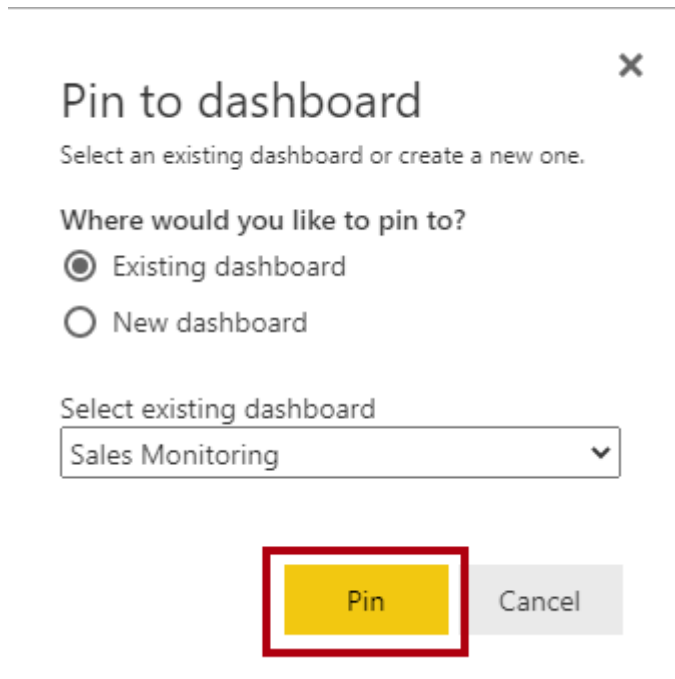 Pin to dashboard
Select an existing dashboard or create a new one.
Where would you like to pin to?
Existing dashboard
New dashboard
Select existing dashboard
Sales Monitoring
Pin Cancel